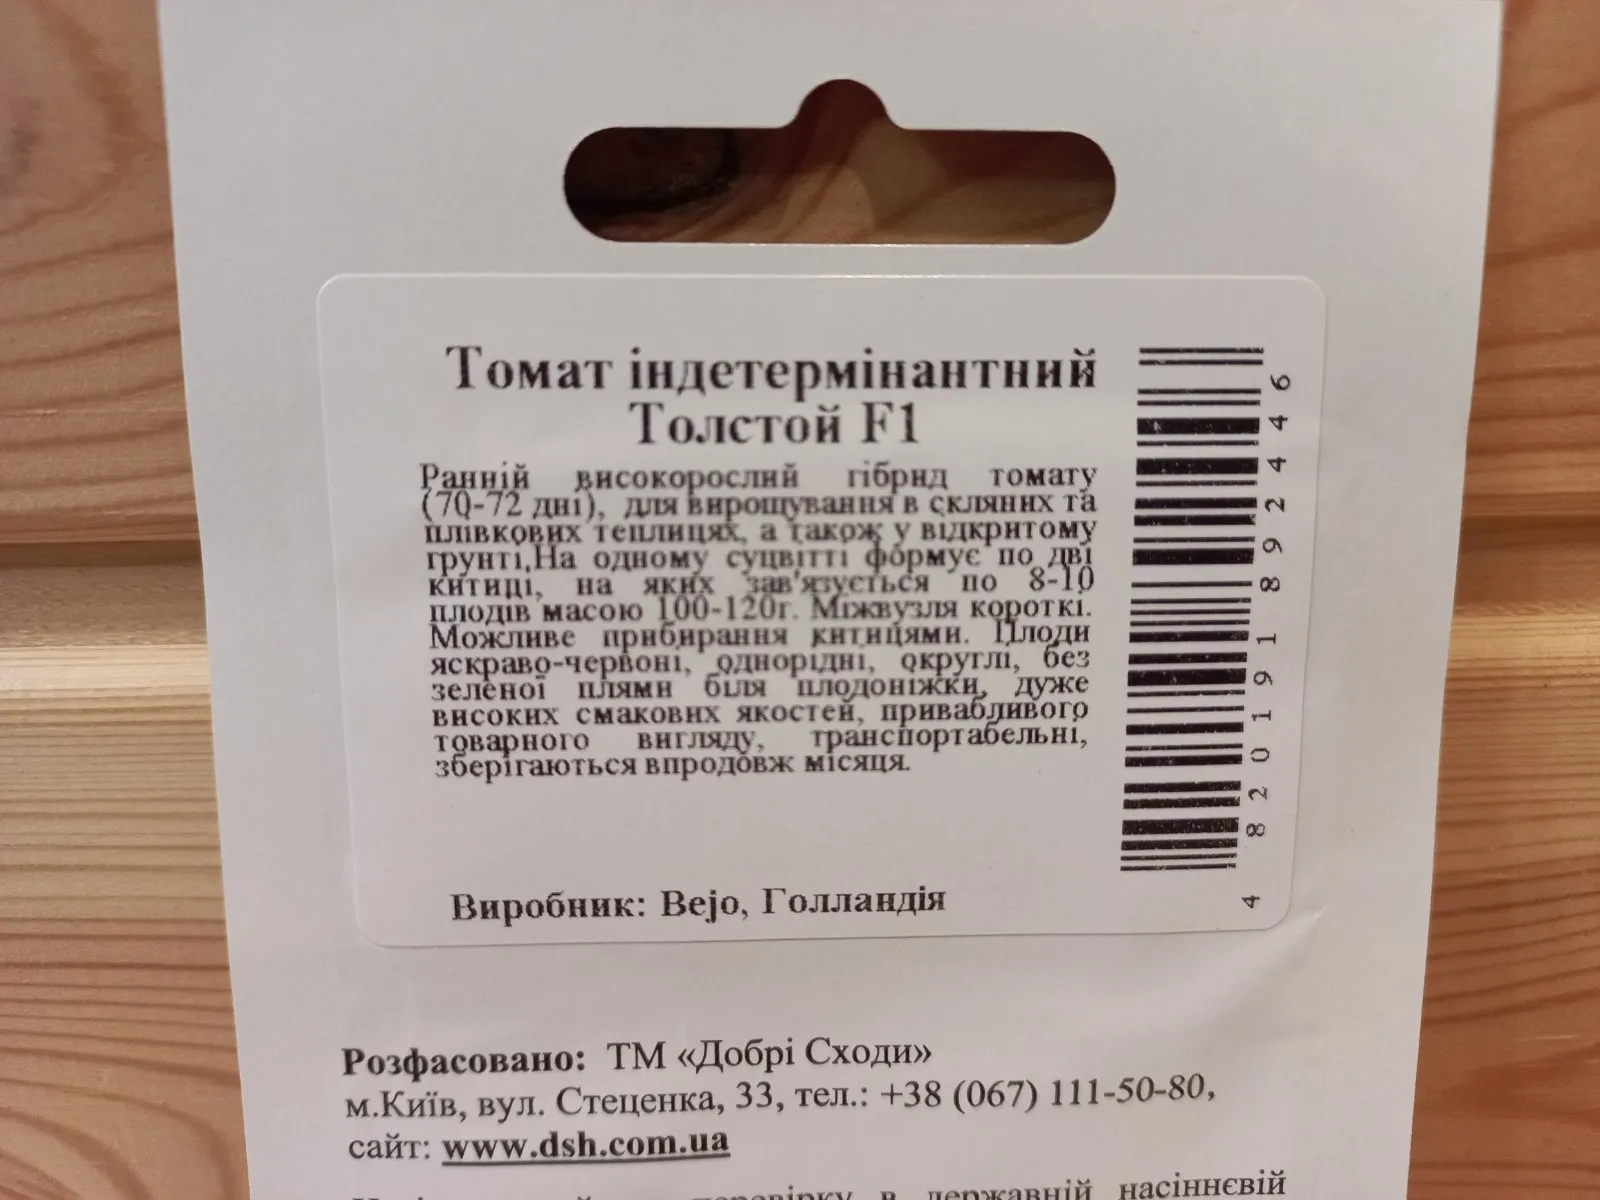 Томат індетермінантний
Толстой F1
Ранній високорослий гібрид томату
(70-72 дні), для вирощування в скляних та
плівкових теплицях, а також у відкритому
грунті.На одному суцвітті формує по дві
китиці, на яких зав'язується по 8-10
плодів масою 100-120г. Міжвузля короткі.
Можливе прибирання китицями. Плоди
яскраво-червоні, однорідні, округлі, без
зеленої плями біля плодоніжки, дуже
високих смакових якостей, привабливого
товарного вигляду, транспортабельні,
зберігаються впродовж місяця.
Виробник: Bejo, Голландія
4 820191 892446
Розфасовано: ТМ «Добрі Сходи»
м.Київ, вул. Стеценка, 33, тел.: +38 (067) 111-50-80,
сайт: www.dsh.com.ua
перевірку в державній насіннєвій